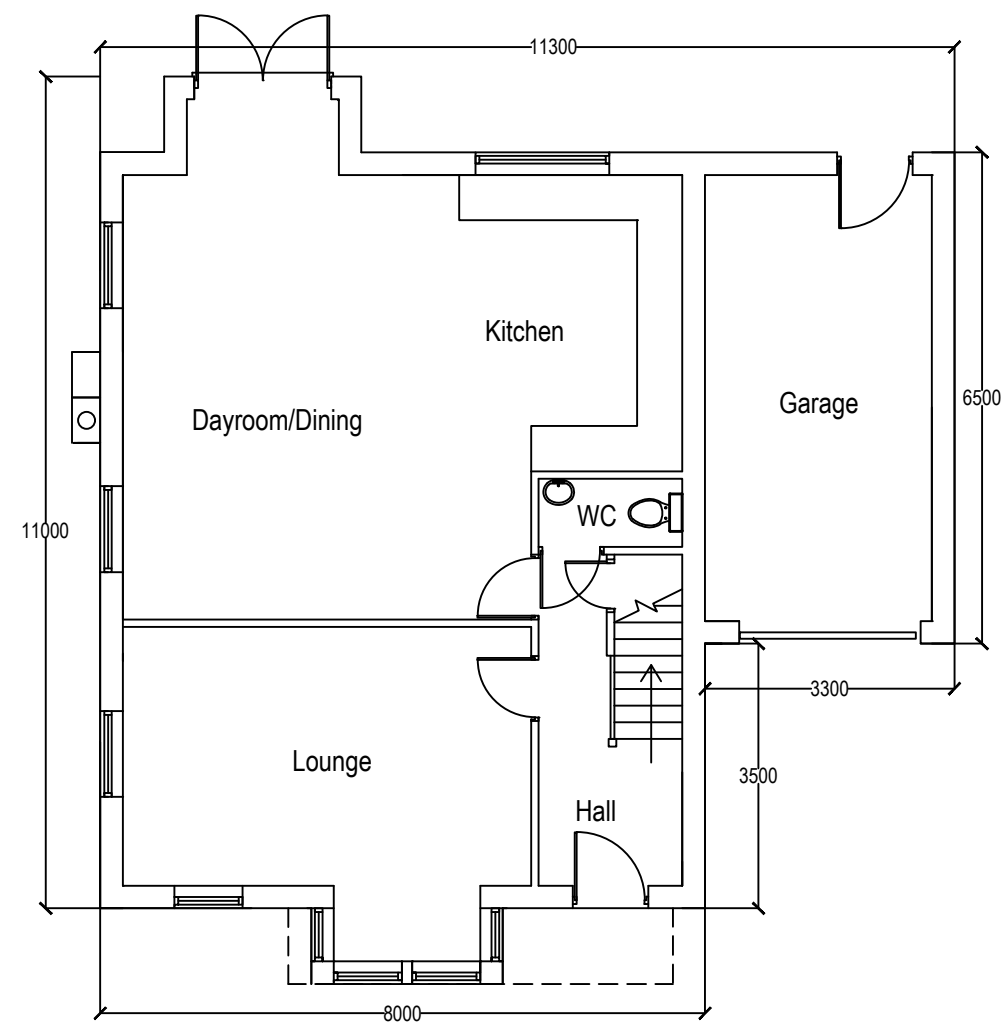 11300
Kitchen
Garage
6500
Dayroom/Dining
WC
11000
3300
Lounge
3500
Hall
8000